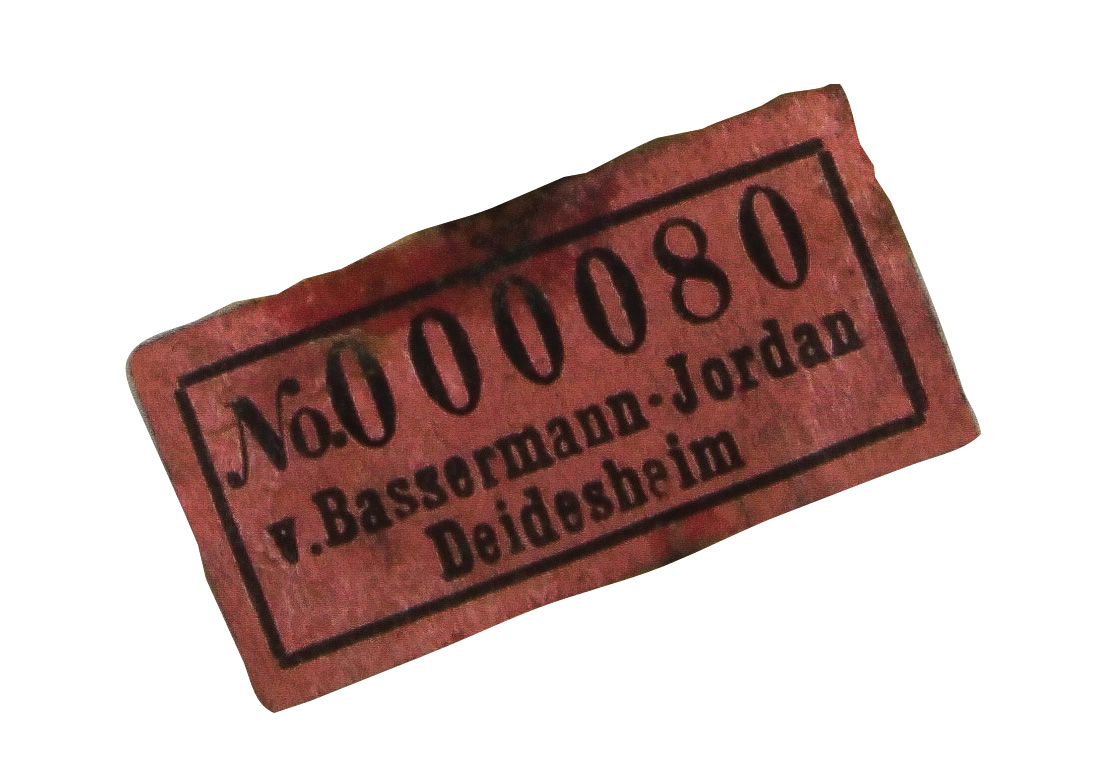 No. 000080
v. Bassermann-Jordan
Deidesheim